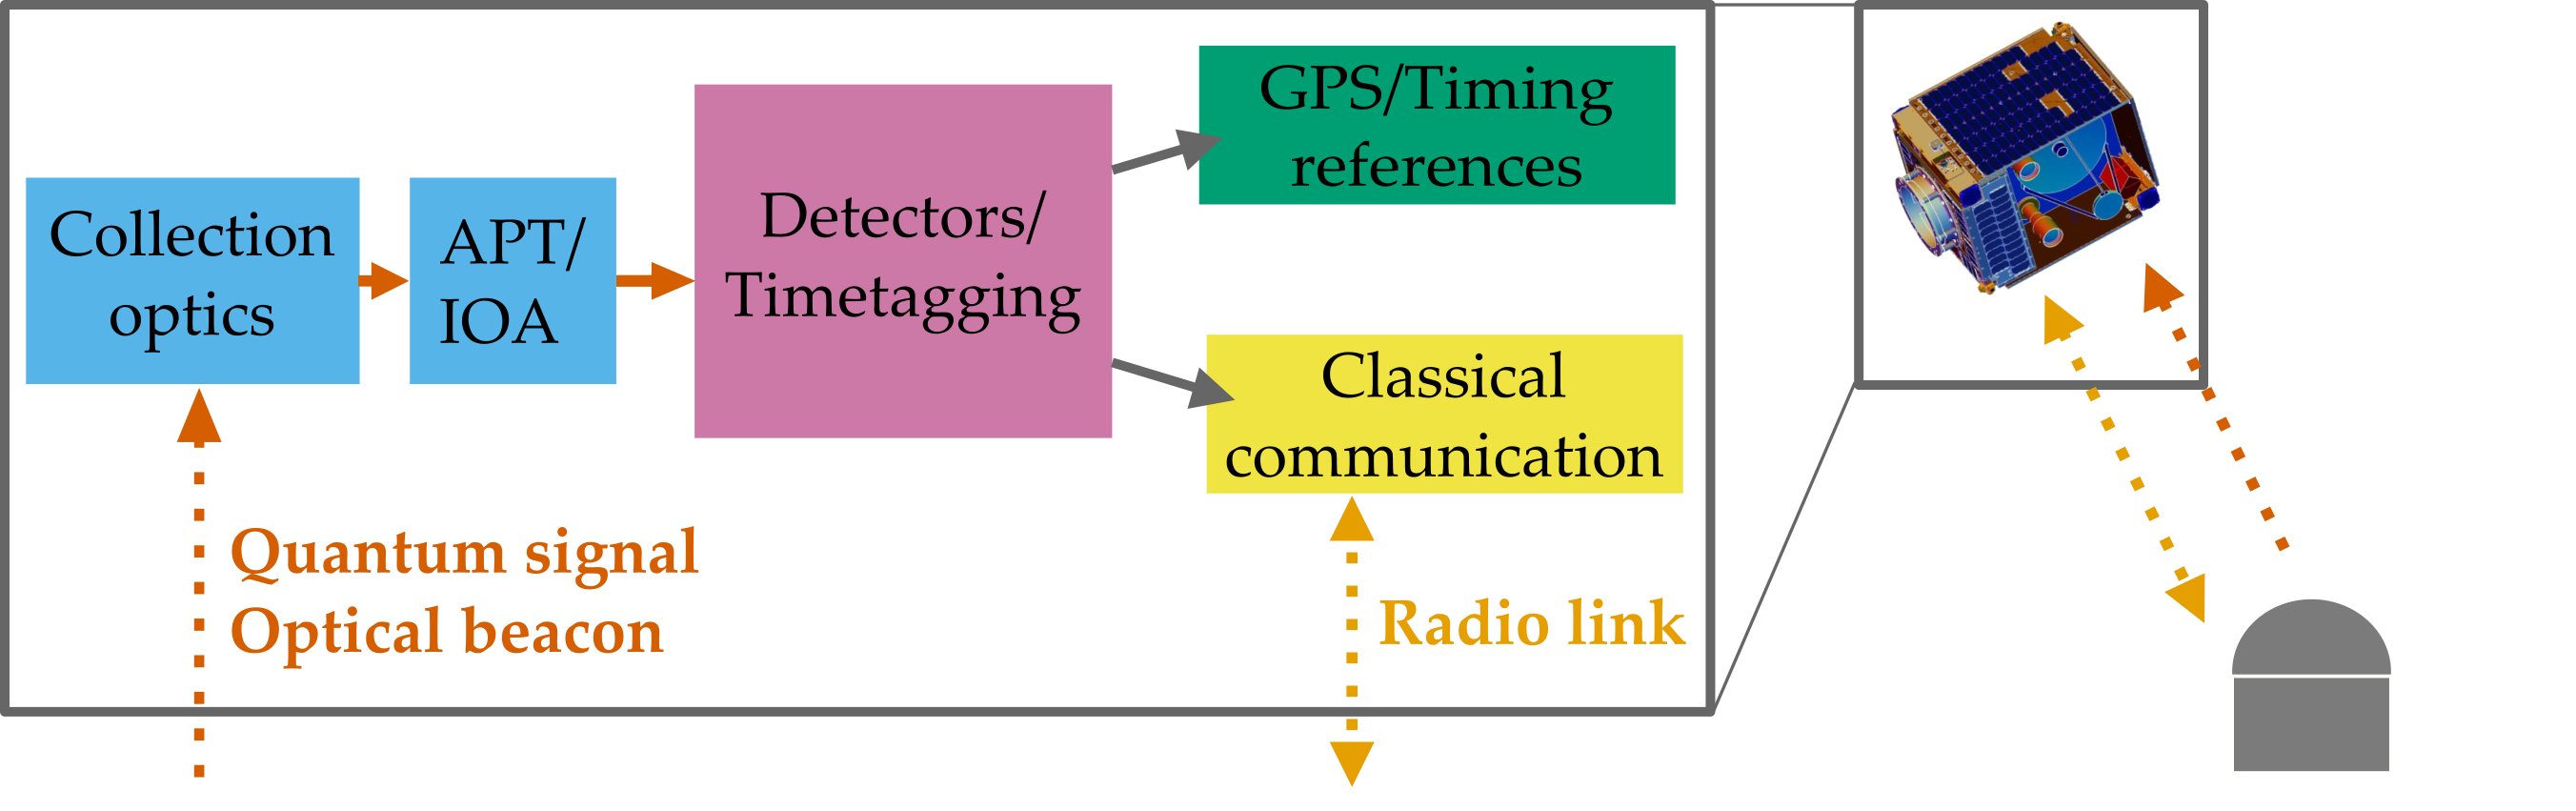 Collection
optics
APT/
IOA
Detectors/
Timetagging
GPS/Timing
references
Classical
communication
Quantum signal
Optical beacon
Radio link